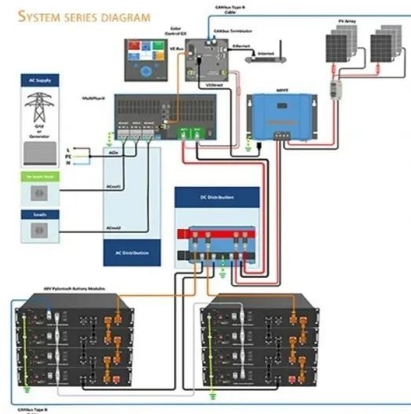 SYSTEM SERIES DIAGRAM
CANbus Type B
Cable
Color
Control GX
CANbus Terminator
VE Bus
Ethernet
Internet
PV Array
AC Supply
Grid
or
Generator
MultiPlus-II
VEDirect
MPPT
L
PE
N
ACin
ACout1
Loads
ACout2
AC Distribution
DC Distribution
48V Pylontech Battery Modules
CANbus Type B